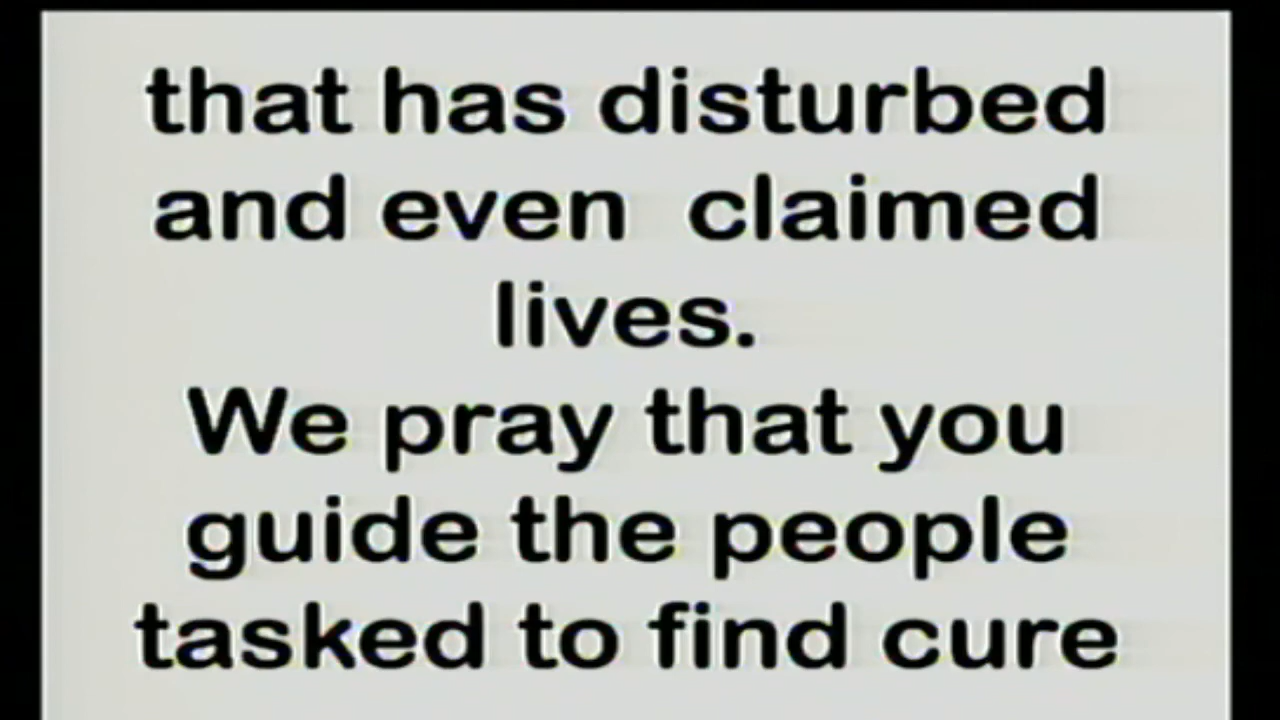 that has disturbed
and even  claimed
lives.
We pray that you
guide the people
tasked to find cure